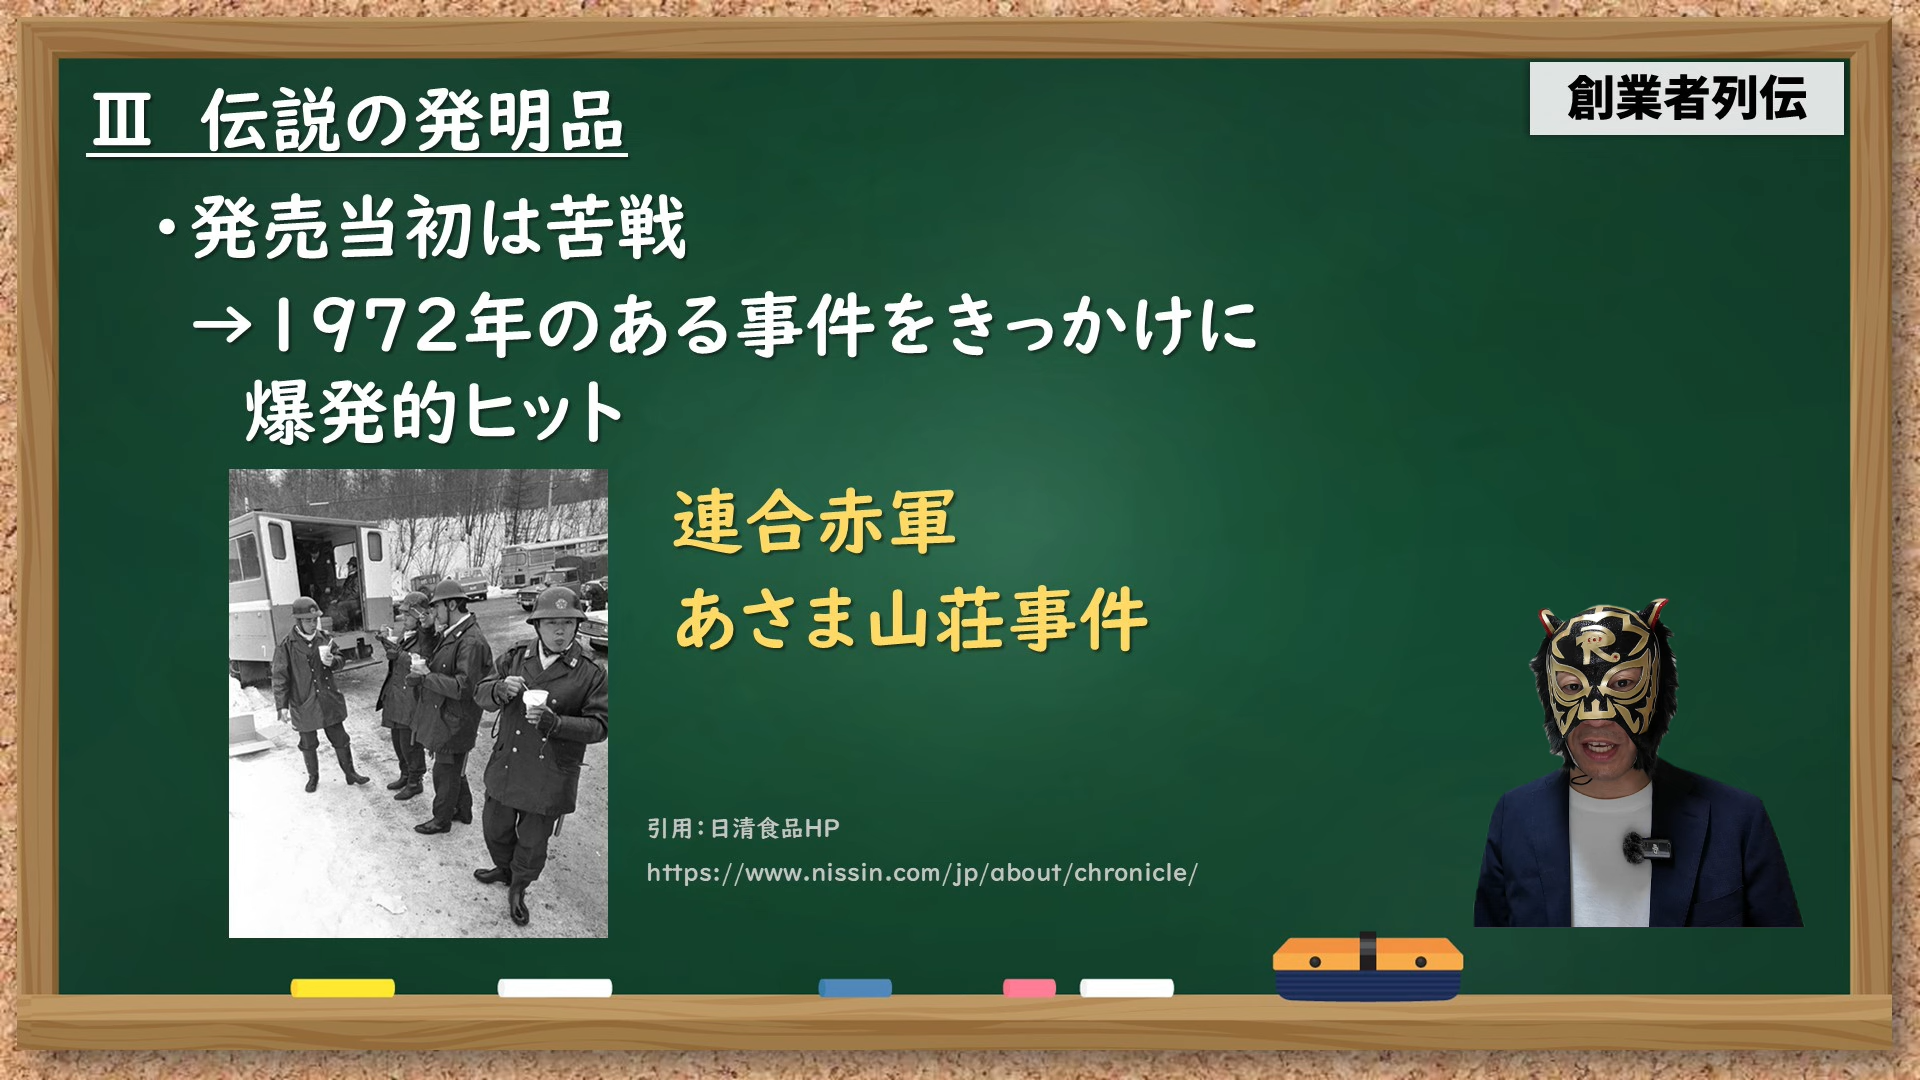 創業者列伝
Ⅲ 伝説の発明品
・発売当初は苦戦
→1972年のある事件をきっかけに
爆発的ヒット
連合赤軍
あさま山荘事件
引用：日清食品HP
https://www.nissin.com/jp/about/chronicle/
R